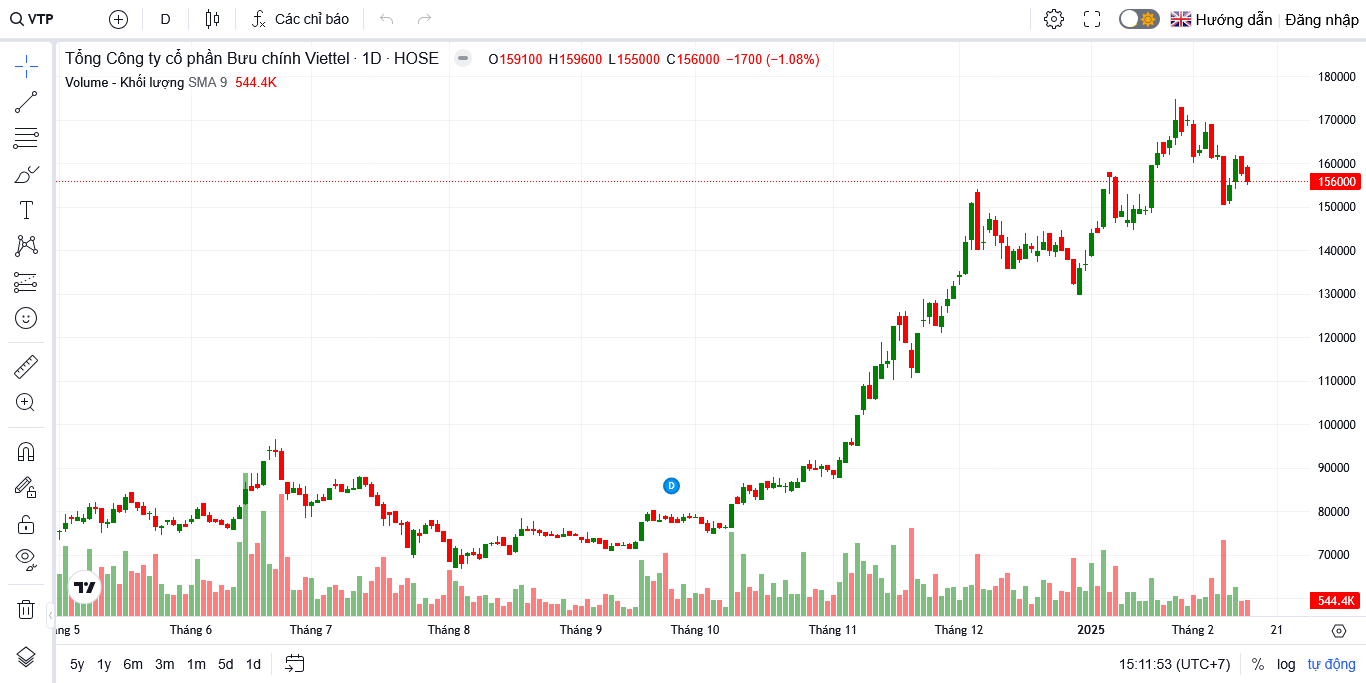 VTP D Các chỉ báo Hướng dẫn Đăng nhập
Tổng Công ty cổ phần Bưu chính Viettel · 1D · HOSE O159100 H159600 L155000 C156000 −1700 (−1.08%)
Volume - Khối lượng SMA 9 544.4K
180000
170000
160000
156000
150000
140000
130000
120000
110000
100000
90000
D
80000
70000
544.4K
ng 5 Tháng 6 Tháng 7 Tháng 8 Tháng 9 Tháng 10 Tháng 11 Tháng 12 2025 Tháng 2 21
5y 1y 6m 3m 1m 5d 1d 15:11:53 (UTC+7) % log tự động